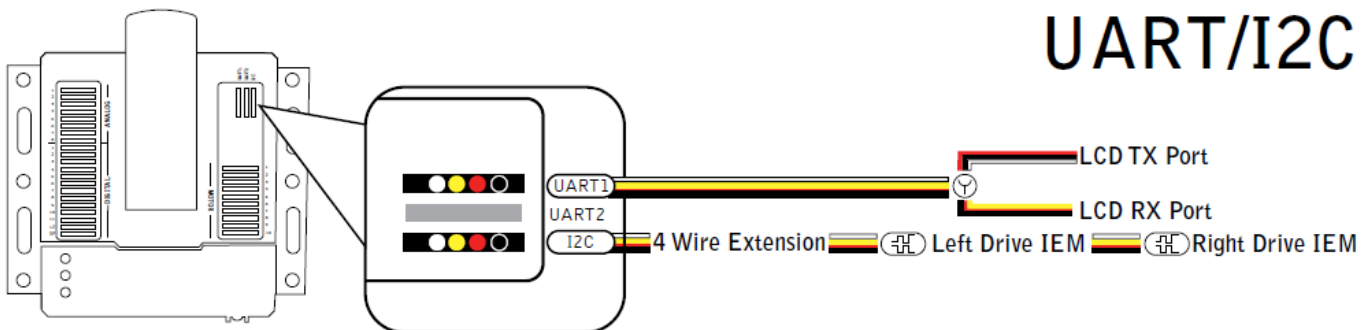 UART/I2C
ANALOG
DIGITAL
MOTOR
UART1
UART2
I2C
LCD TX Port
LCD RX Port
4 Wire Extension
Left Drive IEM
Right Drive IEM